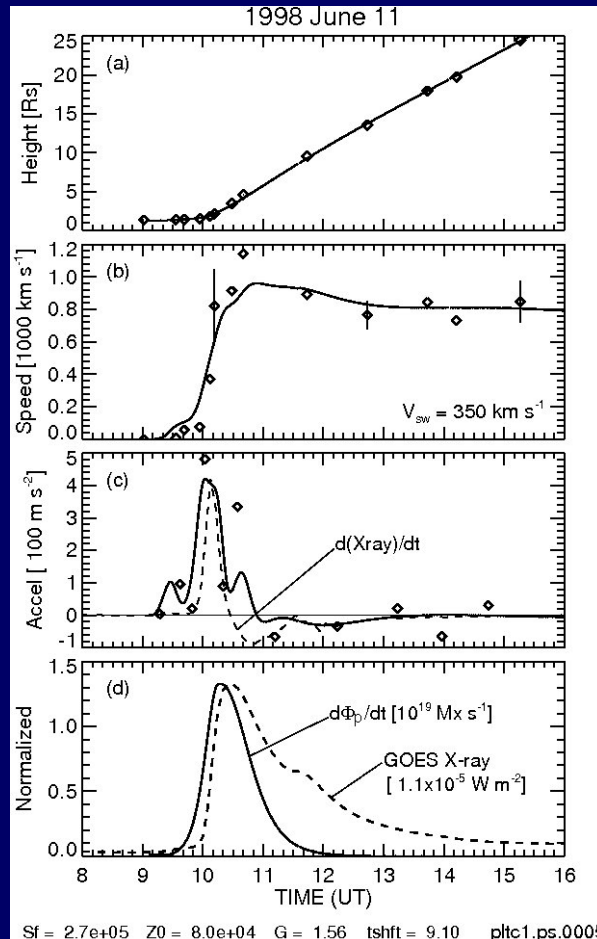 1998 June 11
(a)
Height [Rs]
25
20
15
10
5
0
(b)
Speed [1000 km s⁻¹]
1.2
1.0
0.8
0.6
0.4
0.2
0.0
V_sw = 350 km s⁻¹
(c)
Accel [ 100 m s⁻²]
5
4
3
2
1
0
-1
d(Xray)/dt
(d)
Normalized
1.5
1.0
0.5
0.0
dΦ_p/dt [10¹⁹ Mx s⁻¹]
GOES X-ray
[ 1.1x10⁻⁵ W m⁻²]
8 9 10 11 12 13 14 15 16
TIME (UT)
Sf = 2.7e+05 Z0 = 8.0e+04 G = 1.56 tshft = 9.10 pltc1.ps.0005